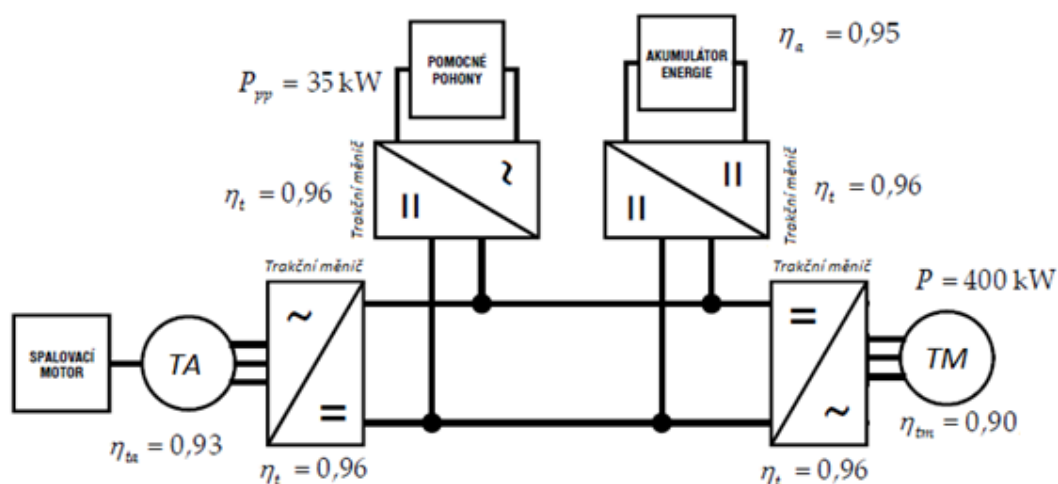 POMOCNÉ
POHONY
P_pp = 35 kW
AKUMULÁTOR
ENERGIE
η_a = 0,95
Trakční měnič
η_t = 0,96
~
=
Trakční měnič
η_t = 0,96
=
=
Trakční měnič
~
=
η_t = 0,96
Trakční měnič
=
~
η_t = 0,96
P = 400 kW
SPALOVACÍ
MOTOR
TA
η_ta = 0,93
TM
η_tm = 0,90